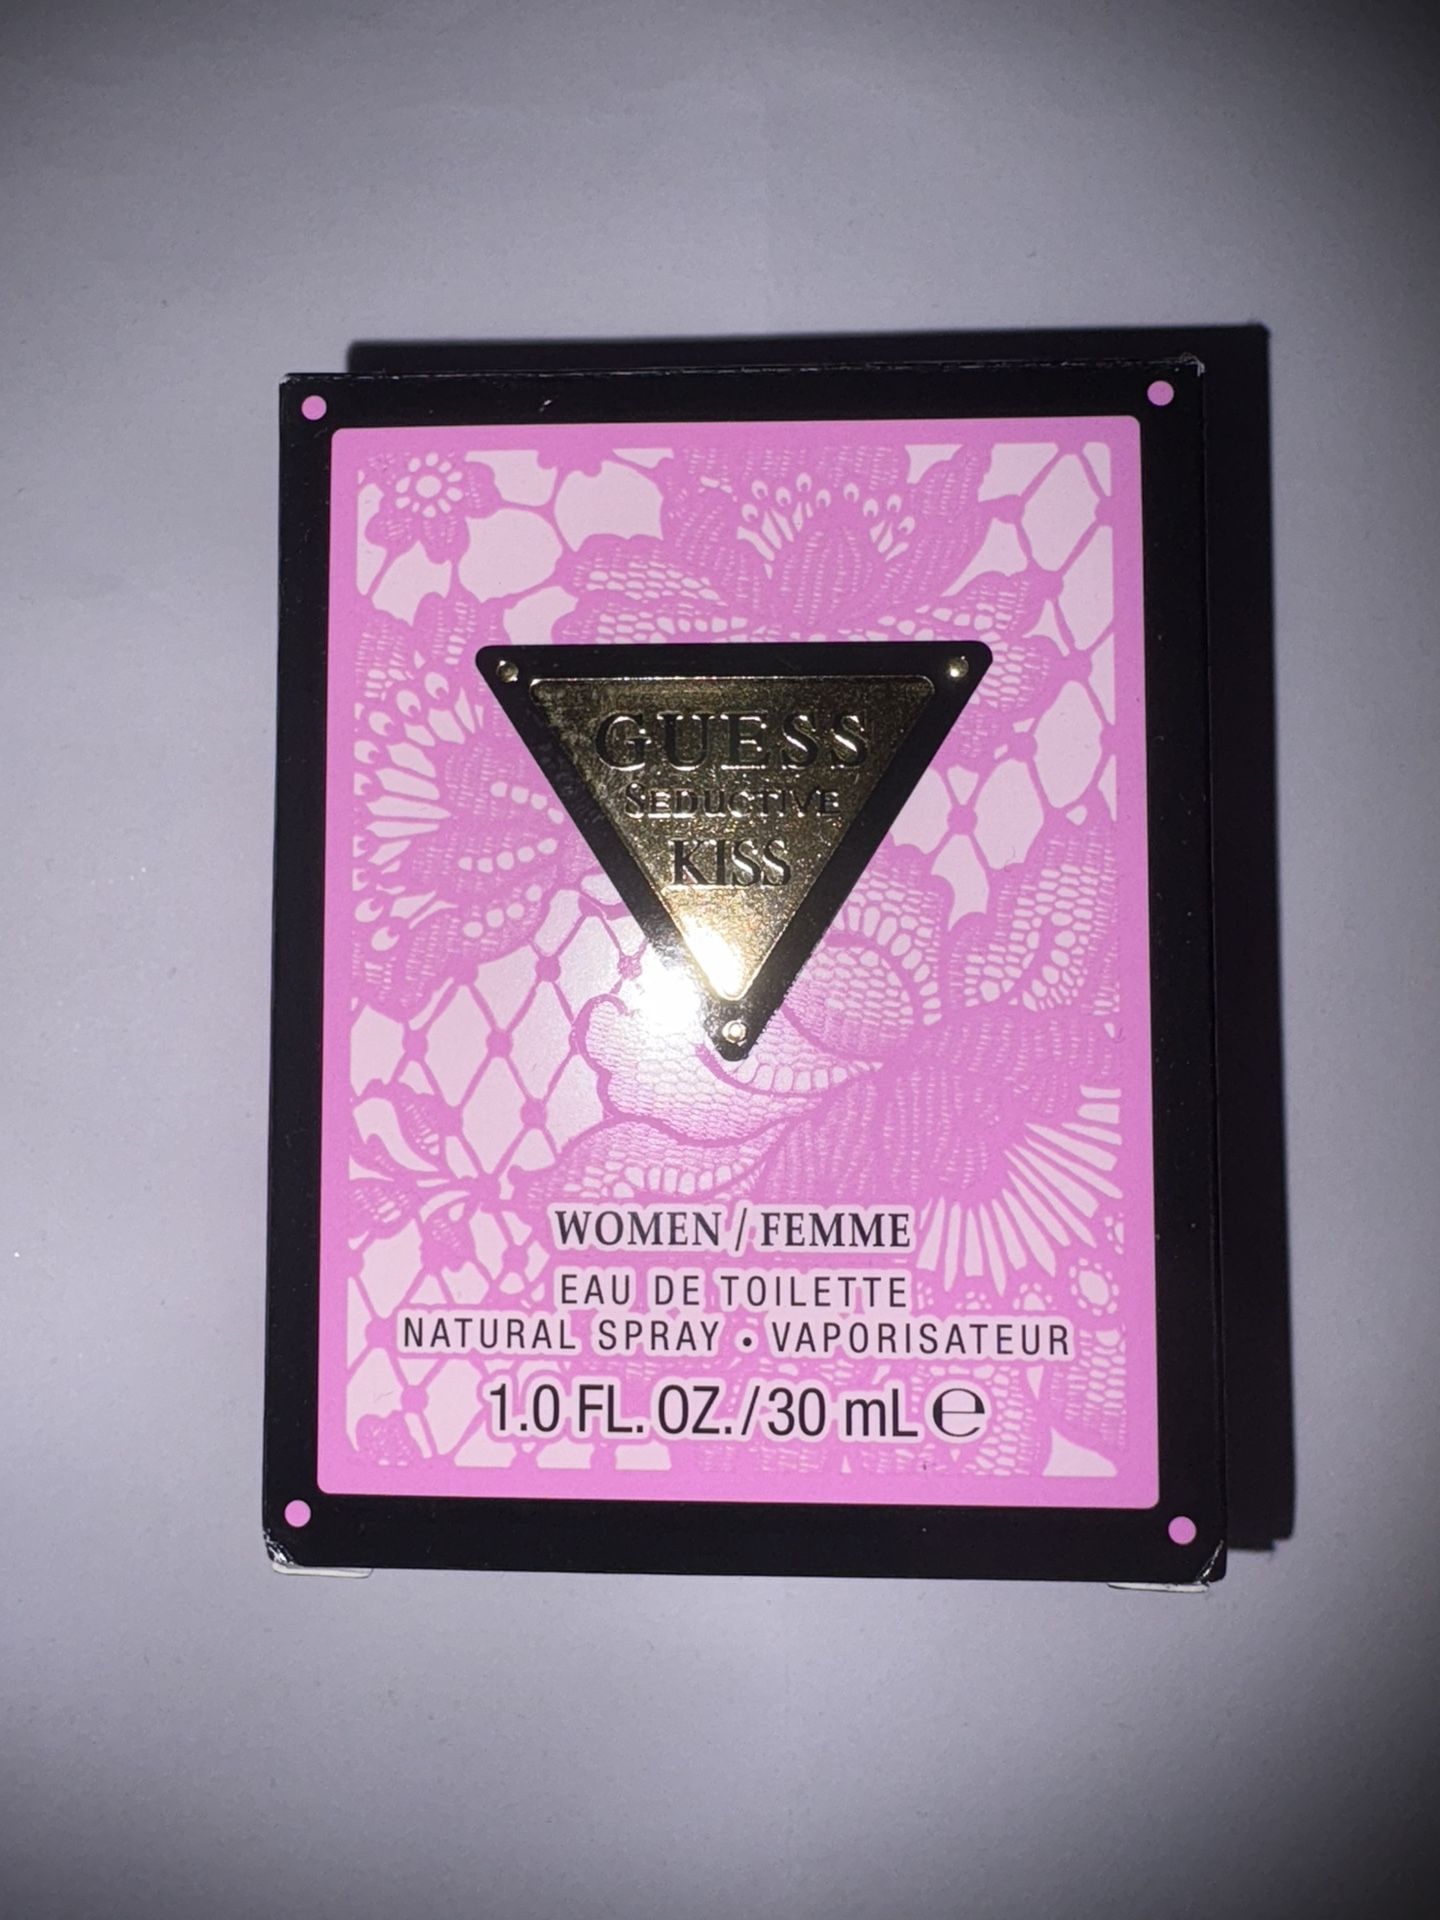 GUESS
SEDUCTIVE
KISS
WOMEN / FEMME
EAU DE TOILETTE
NATURAL SPRAY • VAPORISATEUR
1.0 FL. OZ./30 mL ℮